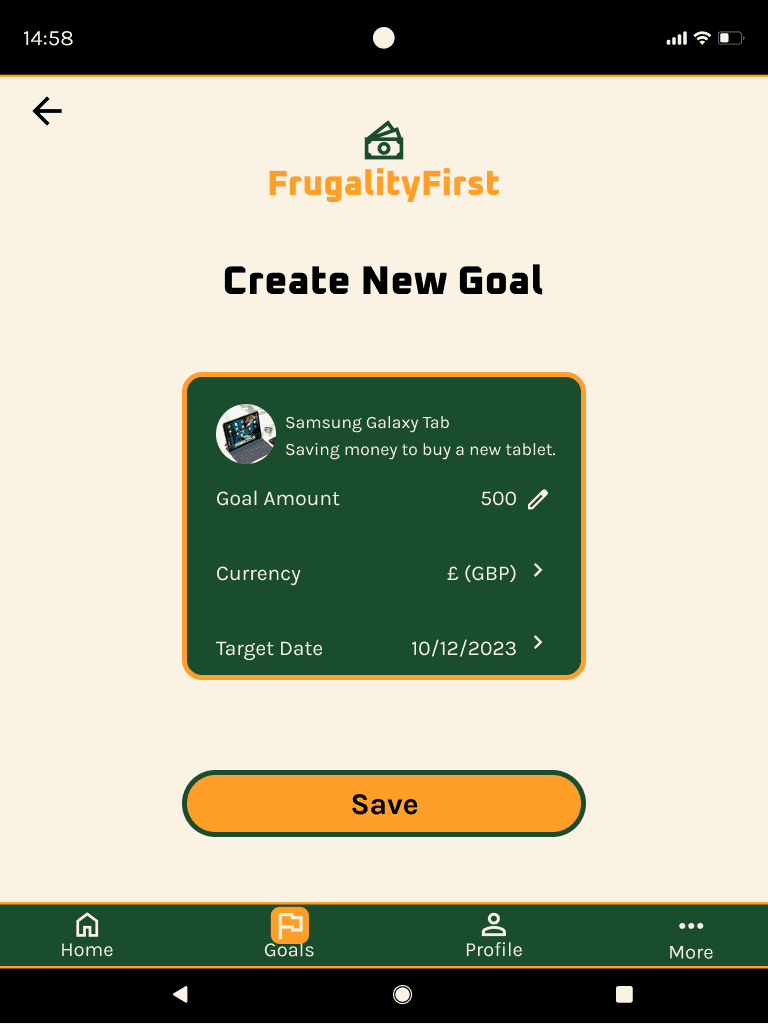 14:58
FrugalityFirst
Create New Goal
Samsung Galaxy Tab
Saving money to buy a new tablet.
Goal Amount 500
Currency £ (GBP)
Target Date 10/12/2023
Save
Home Goals Profile More